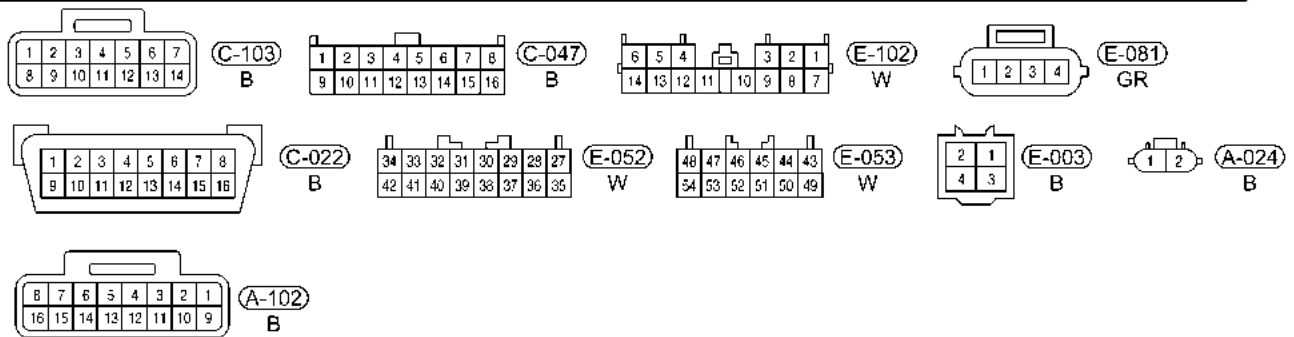 1 2 3 4 5 6 7
8 9 10 11 12 13 14
C-103
B
1 2 3 4 5 6 7 8
9 10 11 12 13 14 15 16
C-047
B
6 5 4 3 2 1
14 13 12 11 10 9 8 7
E-102
W
1 2 3 4
E-081
GR
1 2 3 4 5 6 7 8
9 10 11 12 13 14 15 16
C-022
B
34 33 32 31 30 29 28 27
42 41 40 39 38 37 36 35
E-052
W
48 47 46 45 44 43
54 53 52 51 50 49
E-053
W
2 1
4 3
E-003
B
1 2
A-024
B
8 7 6 5 4 3 2 1
16 15 14 13 12 11 10 9
A-102
B